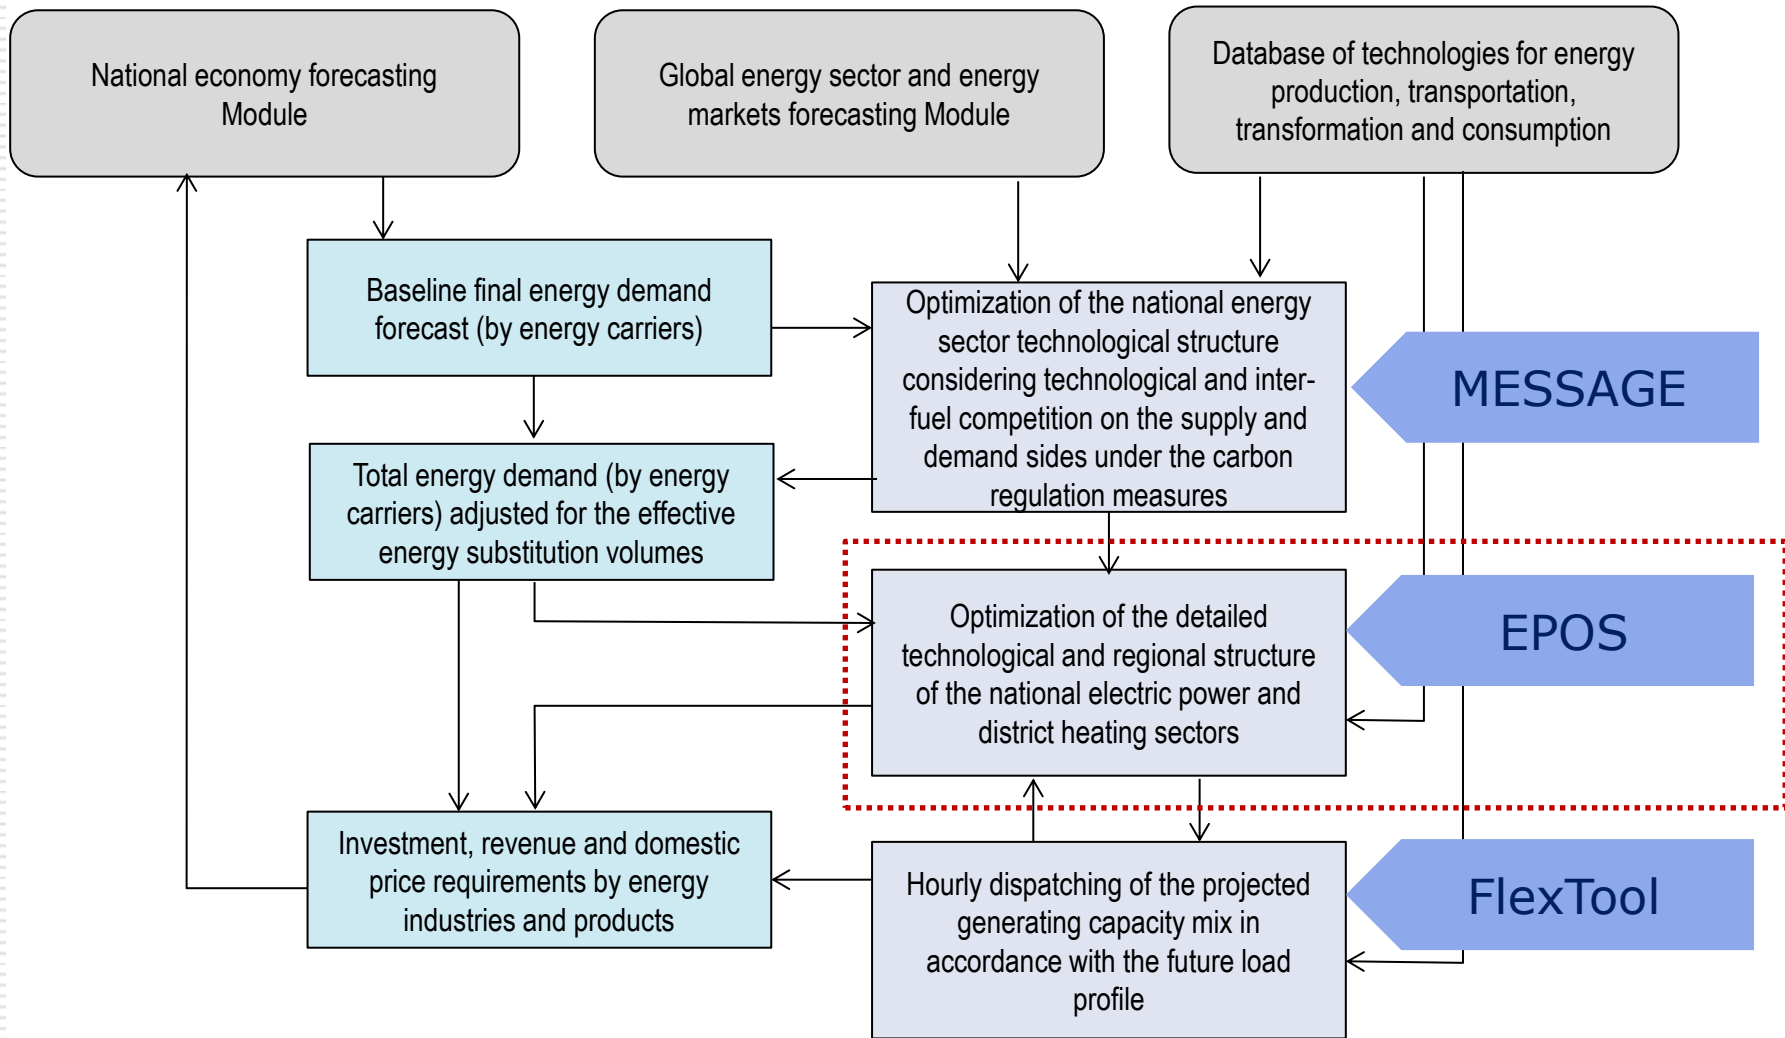 National economy forecasting
Module
Global energy sector and energy
markets forecasting Module
Database of technologies for energy
production, transportation,
transformation and consumption
Baseline final energy demand
forecast (by energy carriers)
Optimization of the national energy
sector technological structure
considering technological and inter-
fuel competition on the supply and
demand sides under the carbon
regulation measures
MESSAGE
Total energy demand (by energy
carriers) adjusted for the effective
energy substitution volumes
Optimization of the detailed
technological and regional structure
of the national electric power and
district heating sectors
EPOS
Investment, revenue and domestic
price requirements by energy
industries and products
Hourly dispatching of the projected
generating capacity mix in
accordance with the future load
profile
FlexTool